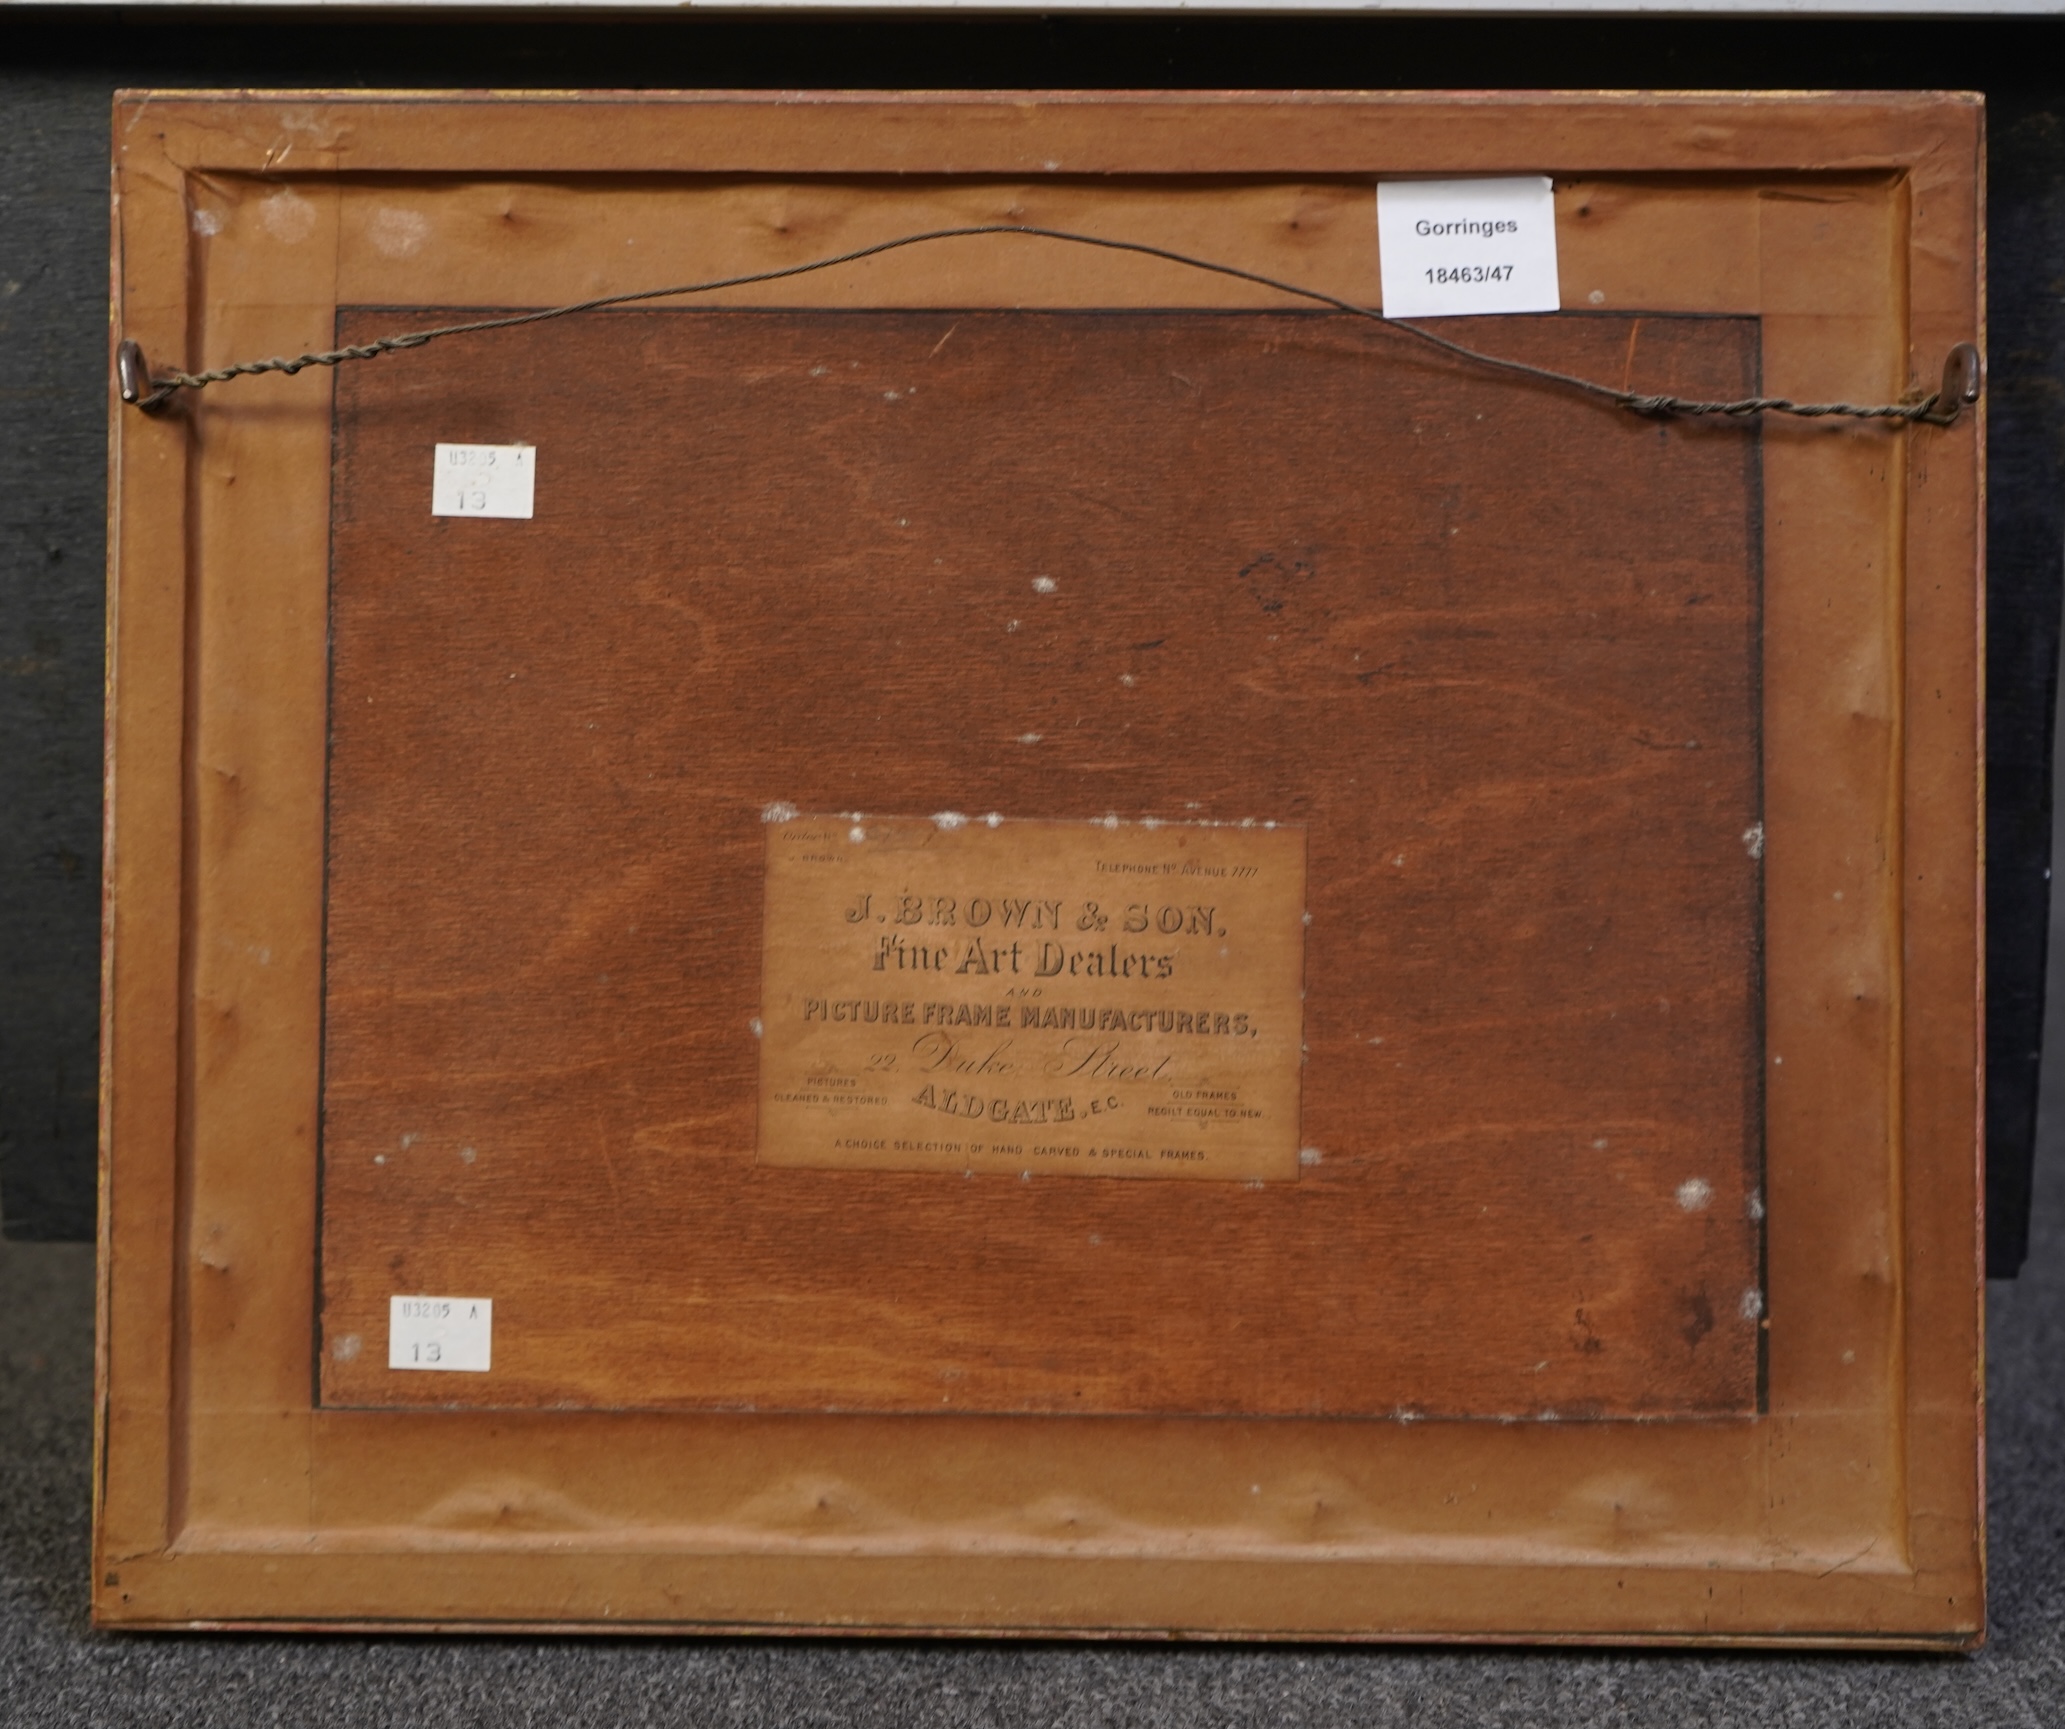 Gorringes
18463/47
13
U3205 A
13
J. BROWN.
TELEPHONE No. AVENUE 7777
J. BROWN & SON.
Fine Art Dealers
AND
PICTURE FRAME MANUFACTURERS,
22, Duke Street,
ALDGATE, E.C.
PICTURES
CLEANED & RESTORED
OLD FRAMES
REGILT EQUAL TO NEW.
A CHOICE SELECTION OF HAND CARVED & SPECIAL FRAMES.